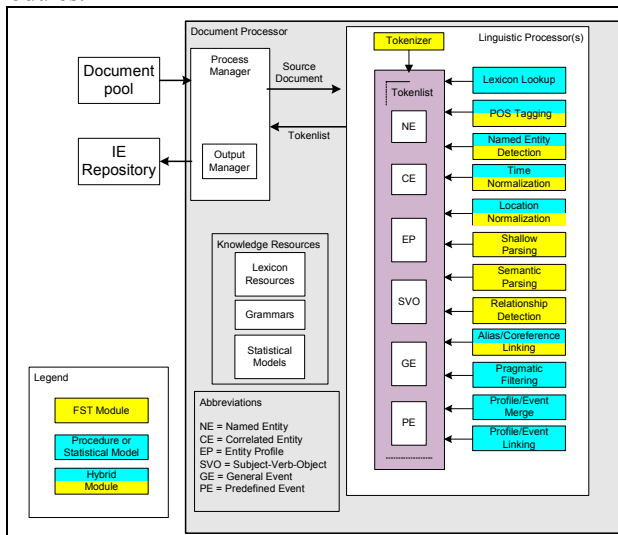 Document Processor
Process
Manager
Source
Document
Tokenlist
Document
pool
IE
Repository
Output
Manager
Knowledge Resources
Lexicon
Resources
Grammars
Statistical
Models
Abbreviations
NE = Named Entity
CE = Correlated Entity
EP = Entity Profile
SVO = Subject-Verb-Object
GE = General Event
PE = Predefined Event
Legend
FST Module
Procedure or
Statistical Model
Hybrid
Module
Tokenizer
Linguistic Processor(s)
Tokenlist
NE
CE
EP
SVO
GE
PE
Lexicon Lookup
POS Tagging
Named Entity
Detection
Time
Normalization
Location
Normalization
Shallow
Parsing
Semantic
Parsing
Relationship
Detection
Alias/Coreference
Linking
Pragmatic
Filtering
Profile/Event
Merge
Profile/Event
Linking